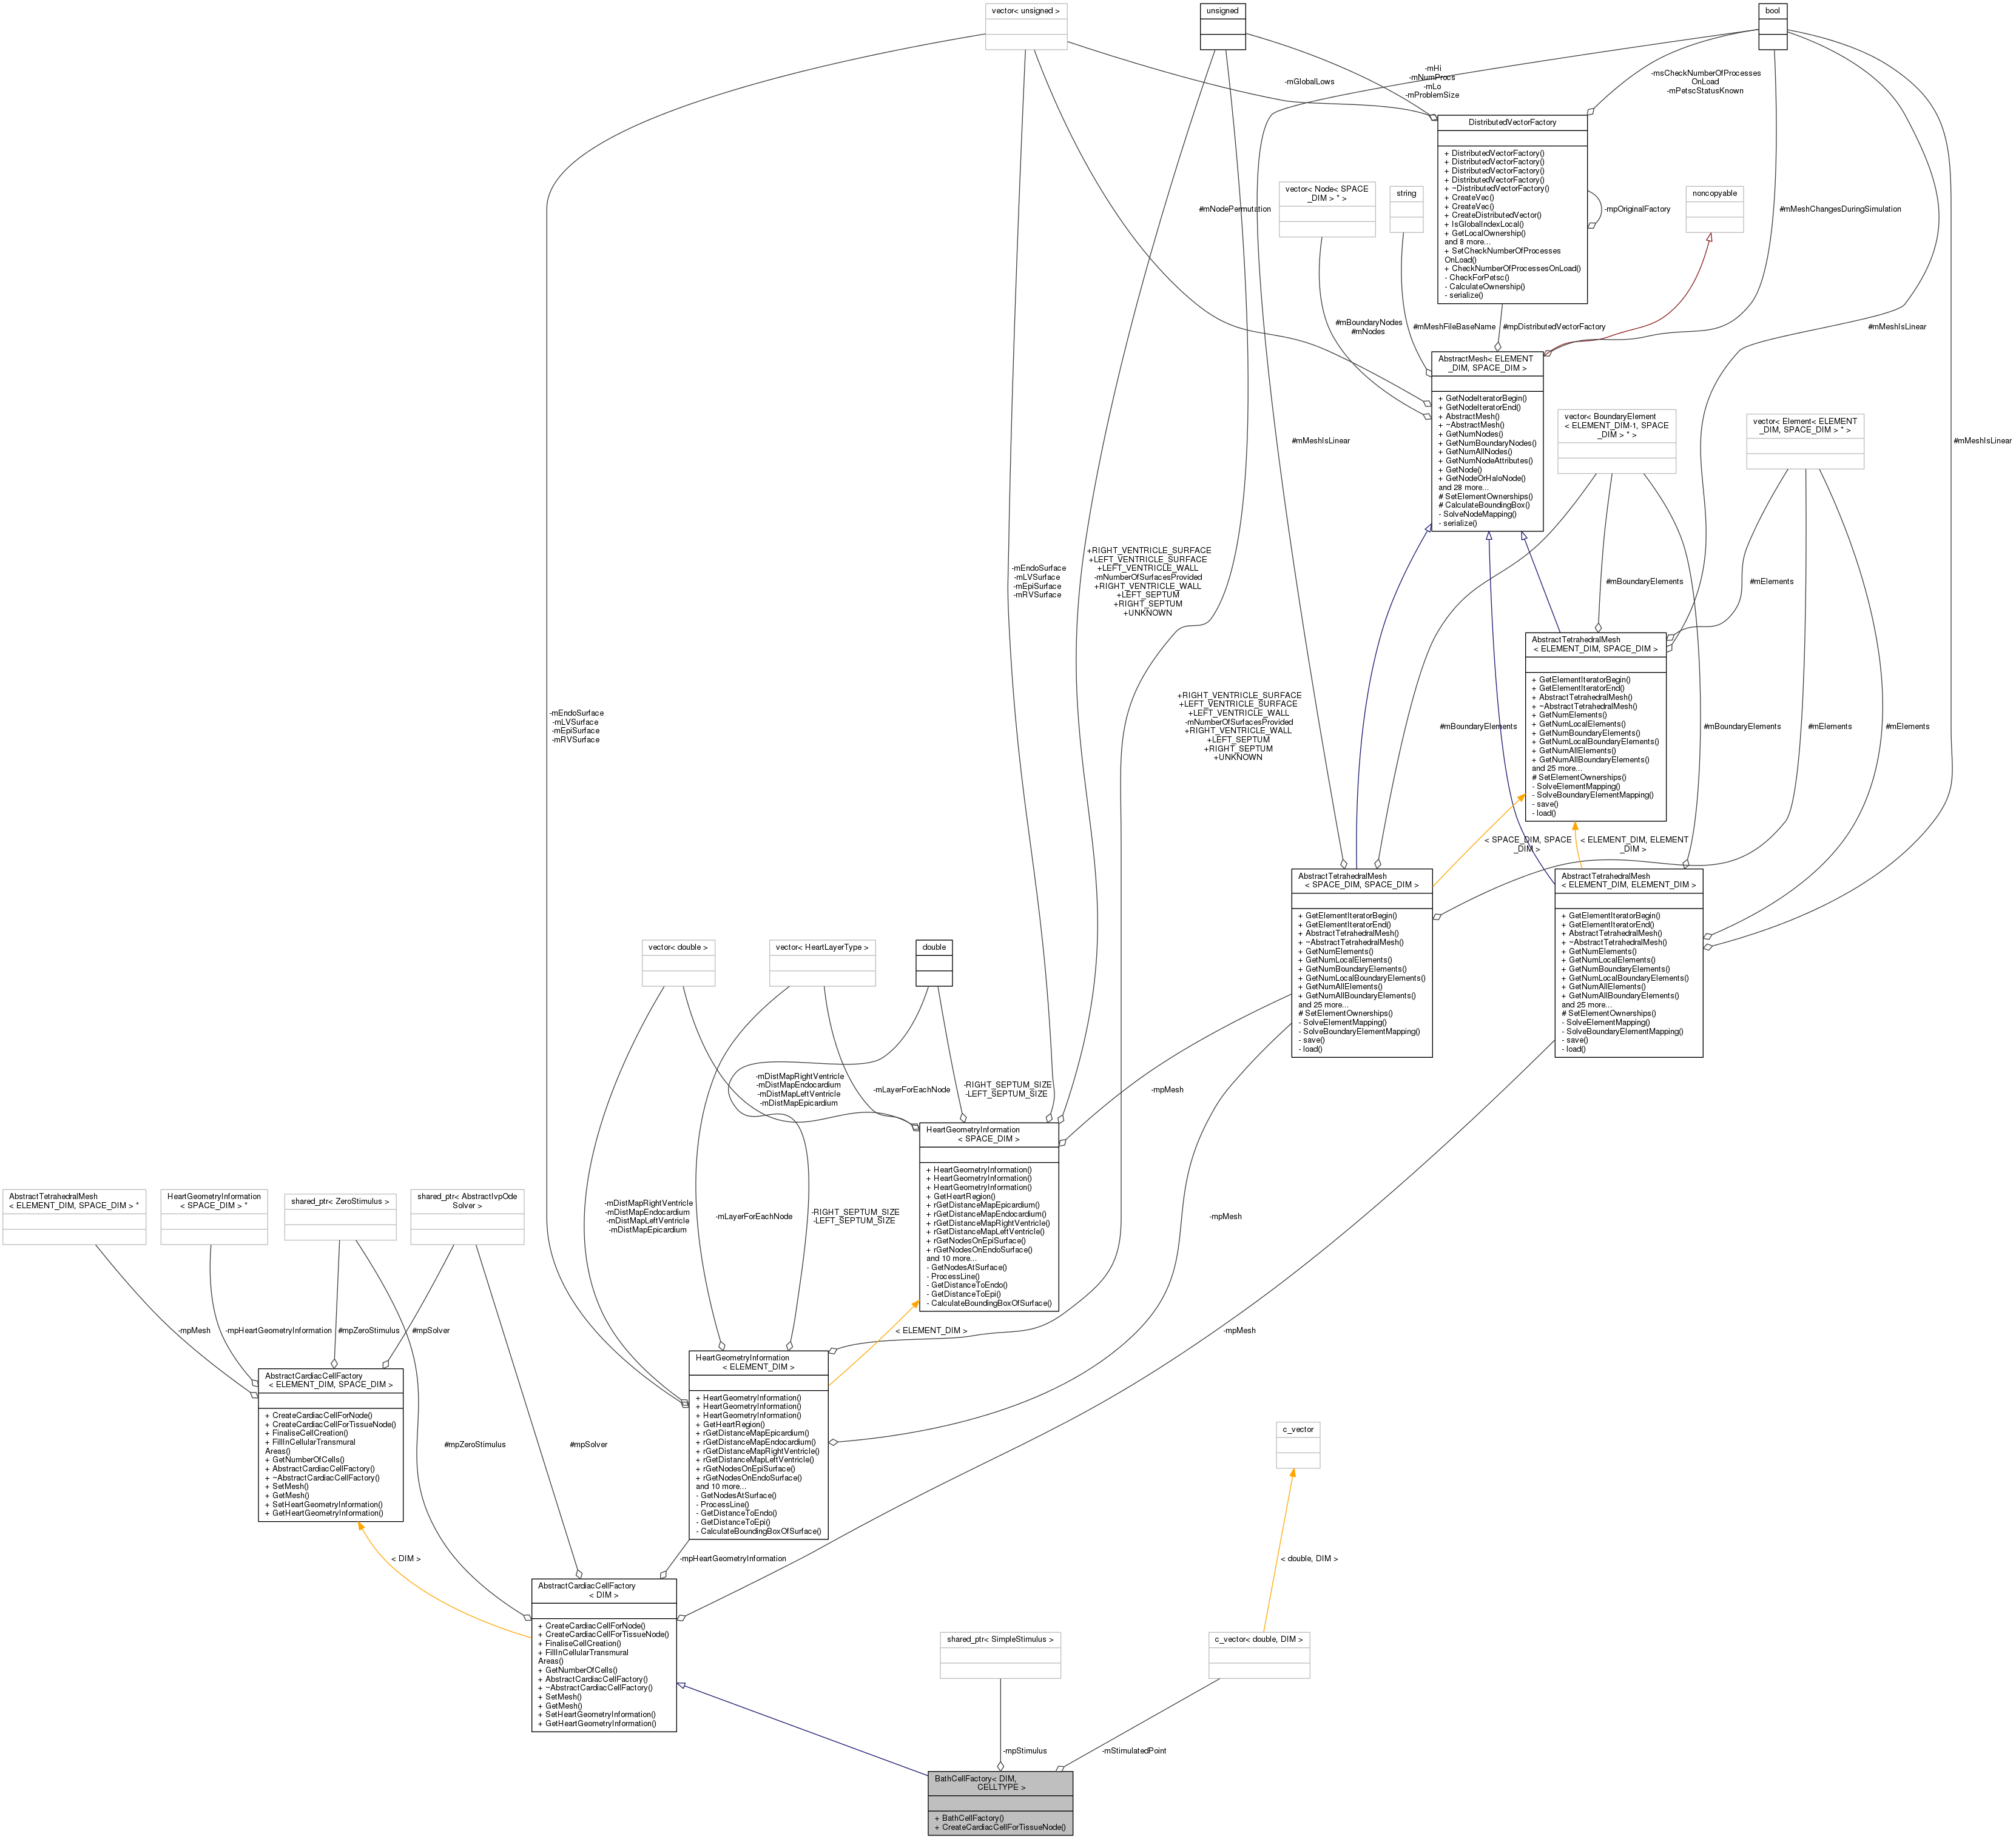 vector< unsigned >
unsigned
bool
-mGlobalLows
-mHi
-mNumProcs
-mLo
-mProblemSize
-msCheckNumberOfProcesses
OnLoad
-mPetscStatusKnown
DistributedVectorFactory
+ DistributedVectorFactory()
+ DistributedVectorFactory()
+ DistributedVectorFactory()
+ DistributedVectorFactory()
+ ~DistributedVectorFactory()
+ CreateVec()
+ CreateVec()
+ CreateDistributedVector()
+ IsGlobalIndexLocal()
+ GetLocalOwnership()
and 8 more...
+ SetCheckNumberOfProcesses
OnLoad()
+ CheckNumberOfProcessesOnLoad()
- CheckForPetsc()
- CalculateOwnership()
- serialize()
-mpOriginalFactory
vector< Node< SPACE
_DIM > * >
string
noncopyable
#mNodePermutation
#mMeshChangesDuringSimulation
#mBoundaryNodes
#mNodes
#mMeshFileBaseName
#mpDistributedVectorFactory
#mMeshIsLinear
AbstractMesh< ELEMENT
_DIM, SPACE_DIM >
+ GetNodeIteratorBegin()
+ GetNodeIteratorEnd()
+ AbstractMesh()
+ ~AbstractMesh()
+ GetNumNodes()
+ GetNumBoundaryNodes()
+ GetNumAllNodes()
+ GetNumNodeAttributes()
+ GetNode()
+ GetNodeOrHaloNode()
and 28 more...
# SetElementOwnerships()
# CalculateBoundingBox()
- SolveNodeMapping()
- serialize()
vector< BoundaryElement
< ELEMENT_DIM-1, SPACE
_DIM > * >
vector< Element< ELEMENT
_DIM, SPACE_DIM > * >
#mMeshIsLinear
#mMeshIsLinear
-mEndoSurface
-mLVSurface
-mEpiSurface
-mRVSurface
+RIGHT_VENTRICLE_SURFACE
+LEFT_VENTRICLE_SURFACE
+LEFT_VENTRICLE_WALL
-mNumberOfSurfacesProvided
+RIGHT_VENTRICLE_WALL
+LEFT_SEPTUM
+RIGHT_SEPTUM
+UNKNOWN
#mBoundaryElements
#mElements
AbstractTetrahedralMesh
< ELEMENT_DIM, SPACE_DIM >
+ GetElementIteratorBegin()
+ GetElementIteratorEnd()
+ AbstractTetrahedralMesh()
+ ~AbstractTetrahedralMesh()
+ GetNumElements()
+ GetNumLocalElements()
+ GetNumBoundaryElements()
+ GetNumLocalBoundaryElements()
+ GetNumAllElements()
+ GetNumAllBoundaryElements()
and 25 more...
# SetElementOwnerships()
- SolveElementMapping()
- SolveBoundaryElementMapping()
- save()
- load()
-mEndoSurface
-mLVSurface
-mEpiSurface
-mRVSurface
+RIGHT_VENTRICLE_SURFACE
+LEFT_VENTRICLE_SURFACE
+LEFT_VENTRICLE_WALL
-mNumberOfSurfacesProvided
+RIGHT_VENTRICLE_WALL
+LEFT_SEPTUM
+RIGHT_SEPTUM
+UNKNOWN
#mBoundaryElements
#mBoundaryElements
#mElements
#mElements
< SPACE_DIM, SPACE
_DIM >
< ELEMENT_DIM, ELEMENT
_DIM >
AbstractTetrahedralMesh
< SPACE_DIM, SPACE_DIM >
+ GetElementIteratorBegin()
+ GetElementIteratorEnd()
+ AbstractTetrahedralMesh()
+ ~AbstractTetrahedralMesh()
+ GetNumElements()
+ GetNumLocalElements()
+ GetNumBoundaryElements()
+ GetNumLocalBoundaryElements()
+ GetNumAllElements()
+ GetNumAllBoundaryElements()
and 25 more...
# SetElementOwnerships()
- SolveElementMapping()
- SolveBoundaryElementMapping()
- save()
- load()
AbstractTetrahedralMesh
< ELEMENT_DIM, ELEMENT_DIM >
+ GetElementIteratorBegin()
+ GetElementIteratorEnd()
+ AbstractTetrahedralMesh()
+ ~AbstractTetrahedralMesh()
+ GetNumElements()
+ GetNumLocalElements()
+ GetNumBoundaryElements()
+ GetNumLocalBoundaryElements()
+ GetNumAllElements()
+ GetNumAllBoundaryElements()
and 25 more...
# SetElementOwnerships()
- SolveElementMapping()
- SolveBoundaryElementMapping()
- save()
- load()
vector< double >
vector< HeartLayerType >
double
-mDistMapRightVentricle
-mDistMapEndocardium
-mDistMapLeftVentricle
-mDistMapEpicardium
-mLayerForEachNode
-RIGHT_SEPTUM_SIZE
-LEFT_SEPTUM_SIZE
-mpMesh
HeartGeometryInformation
< SPACE_DIM >
+ HeartGeometryInformation()
+ HeartGeometryInformation()
+ HeartGeometryInformation()
+ GetHeartRegion()
+ rGetDistanceMapEpicardium()
+ rGetDistanceMapEndocardium()
+ rGetDistanceMapRightVentricle()
+ rGetDistanceMapLeftVentricle()
+ rGetNodesOnEpiSurface()
+ rGetNodesOnEndoSurface()
and 10 more...
- GetNodesAtSurface()
- ProcessLine()
- GetDistanceToEndo()
- GetDistanceToEpi()
- CalculateBoundingBoxOfSurface()
AbstractTetrahedralMesh
< ELEMENT_DIM, SPACE_DIM > *
HeartGeometryInformation
< SPACE_DIM > *
shared_ptr< ZeroStimulus >
shared_ptr< AbstractIvpOde
Solver >
-mDistMapRightVentricle
-mDistMapEndocardium
-mDistMapLeftVentricle
-mDistMapEpicardium
-mLayerForEachNode
-RIGHT_SEPTUM_SIZE
-LEFT_SEPTUM_SIZE
-mpMesh
-mpMesh
-mpHeartGeometryInformation
#mpZeroStimulus
#mpSolver
< ELEMENT_DIM >
-mpMesh
AbstractCardiacCellFactory
< ELEMENT_DIM, SPACE_DIM >
+ CreateCardiacCellForNode()
+ CreateCardiacCellForTissueNode()
+ FinaliseCellCreation()
+ FillInCellularTransmural
Areas()
+ GetNumberOfCells()
+ AbstractCardiacCellFactory()
+ ~AbstractCardiacCellFactory()
+ SetMesh()
+ GetMesh()
+ SetHeartGeometryInformation()
+ GetHeartGeometryInformation()
HeartGeometryInformation
< ELEMENT_DIM >
+ HeartGeometryInformation()
+ HeartGeometryInformation()
+ HeartGeometryInformation()
+ GetHeartRegion()
+ rGetDistanceMapEpicardium()
+ rGetDistanceMapEndocardium()
+ rGetDistanceMapRightVentricle()
+ rGetDistanceMapLeftVentricle()
+ rGetNodesOnEpiSurface()
+ rGetNodesOnEndoSurface()
and 10 more...
- GetNodesAtSurface()
- ProcessLine()
- GetDistanceToEndo()
- GetDistanceToEpi()
- CalculateBoundingBoxOfSurface()
#mpZeroStimulus
#mpSolver
c_vector
< DIM >
-mpHeartGeometryInformation
< double, DIM >
AbstractCardiacCellFactory
< DIM >
+ CreateCardiacCellForNode()
+ CreateCardiacCellForTissueNode()
+ FinaliseCellCreation()
+ FillInCellularTransmural
Areas()
+ GetNumberOfCells()
+ AbstractCardiacCellFactory()
+ ~AbstractCardiacCellFactory()
+ SetMesh()
+ GetMesh()
+ SetHeartGeometryInformation()
+ GetHeartGeometryInformation()
shared_ptr< SimpleStimulus >
c_vector< double, DIM >
-mpStimulus
-mStimulatedPoint
BathCellFactory< DIM,
CELLTYPE >
+ BathCellFactory()
+ CreateCardiacCellForTissueNode()